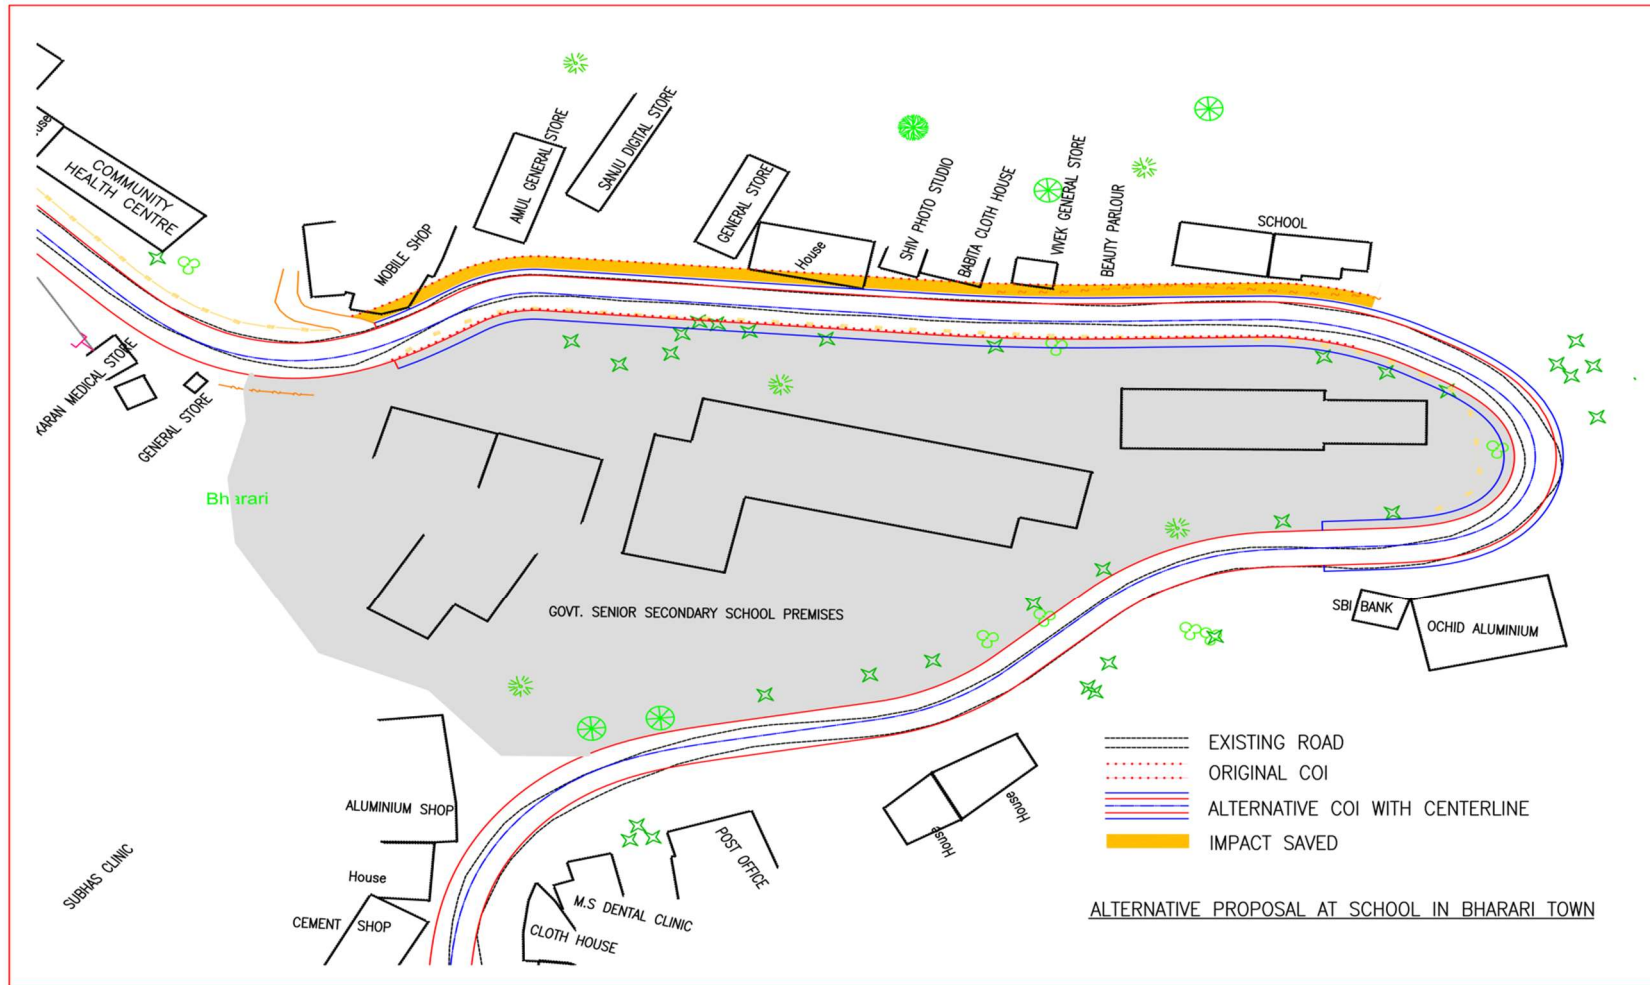 COMMUNITY
HEALTH CENTRE
MOBILE SHOP
AMUL GENERAL STORE
SANJU DIGITAL STORE
GENERAL STORE
House
SHIV PHOTO STUDIO
BABITA CLOTH HOUSE
VIVEK GENERAL STORE
BEAUTY PARLOUR
SCHOOL
KARAN MEDICAL STORE
GENERAL STORE
Bharari
GOVT. SENIOR SECONDARY SCHOOL PREMISES
SBI BANK
OCHID ALUMINIUM
ALUMINIUM SHOP
House
CEMENT SHOP
SUBHAS CLINIC
CLOTH HOUSE
M.S DENTAL CLINIC
POST OFFICE
House
House
EXISTING ROAD
ORIGINAL COI
ALTERNATIVE COI WITH CENTERLINE
IMPACT SAVED
ALTERNATIVE PROPOSAL AT SCHOOL IN BHARARI TOWN